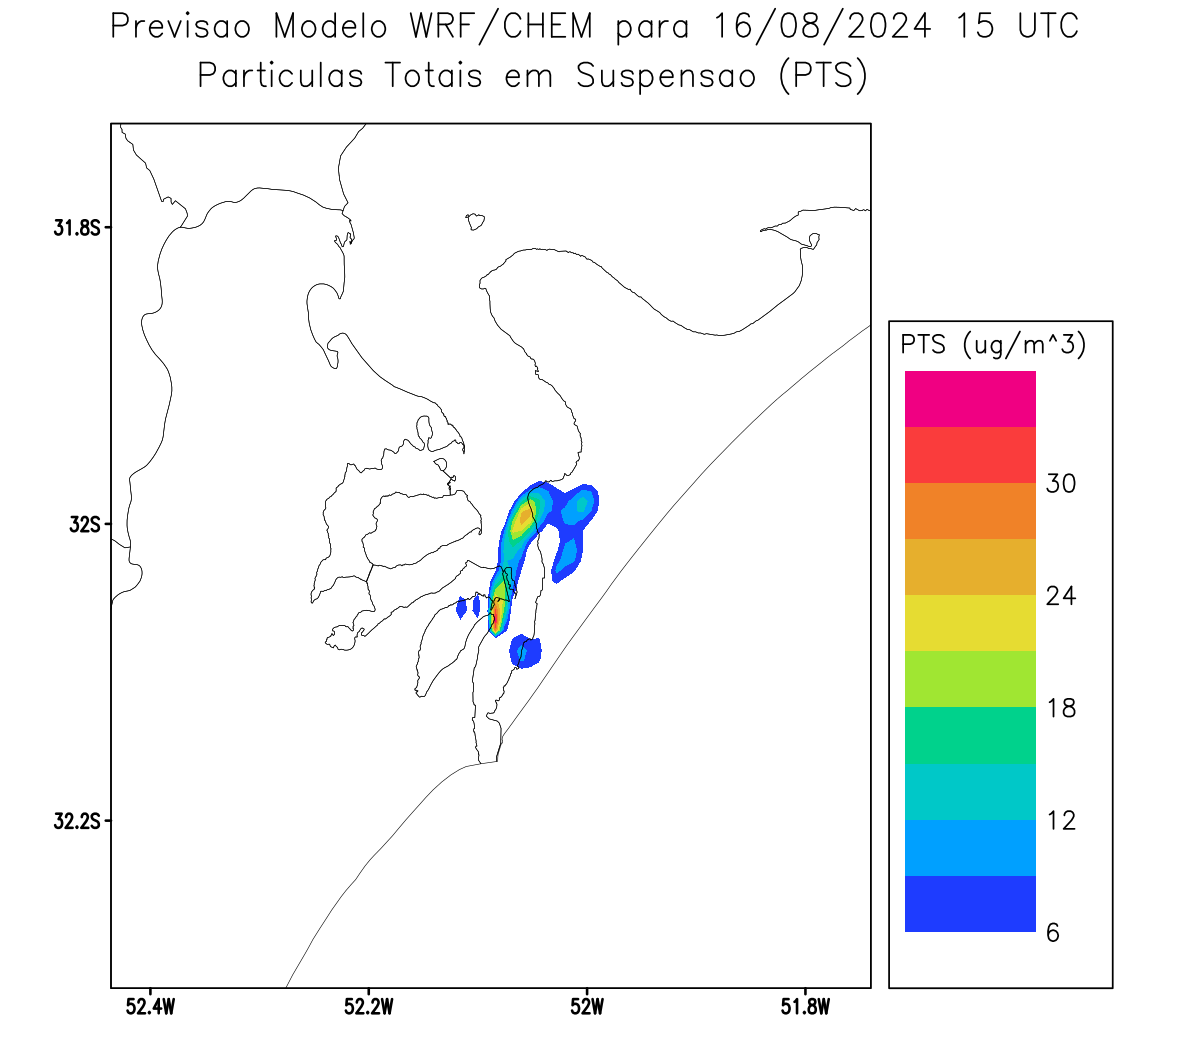 Previsao Modelo WRF/CHEM para 16/08/2024 15 UTC
Particulas Totais em Suspensao (PTS)
31.8S
32S
32.2S
52.4W
52.2W
52W
51.8W
PTS (ug/m^3)
30
24
18
12
6